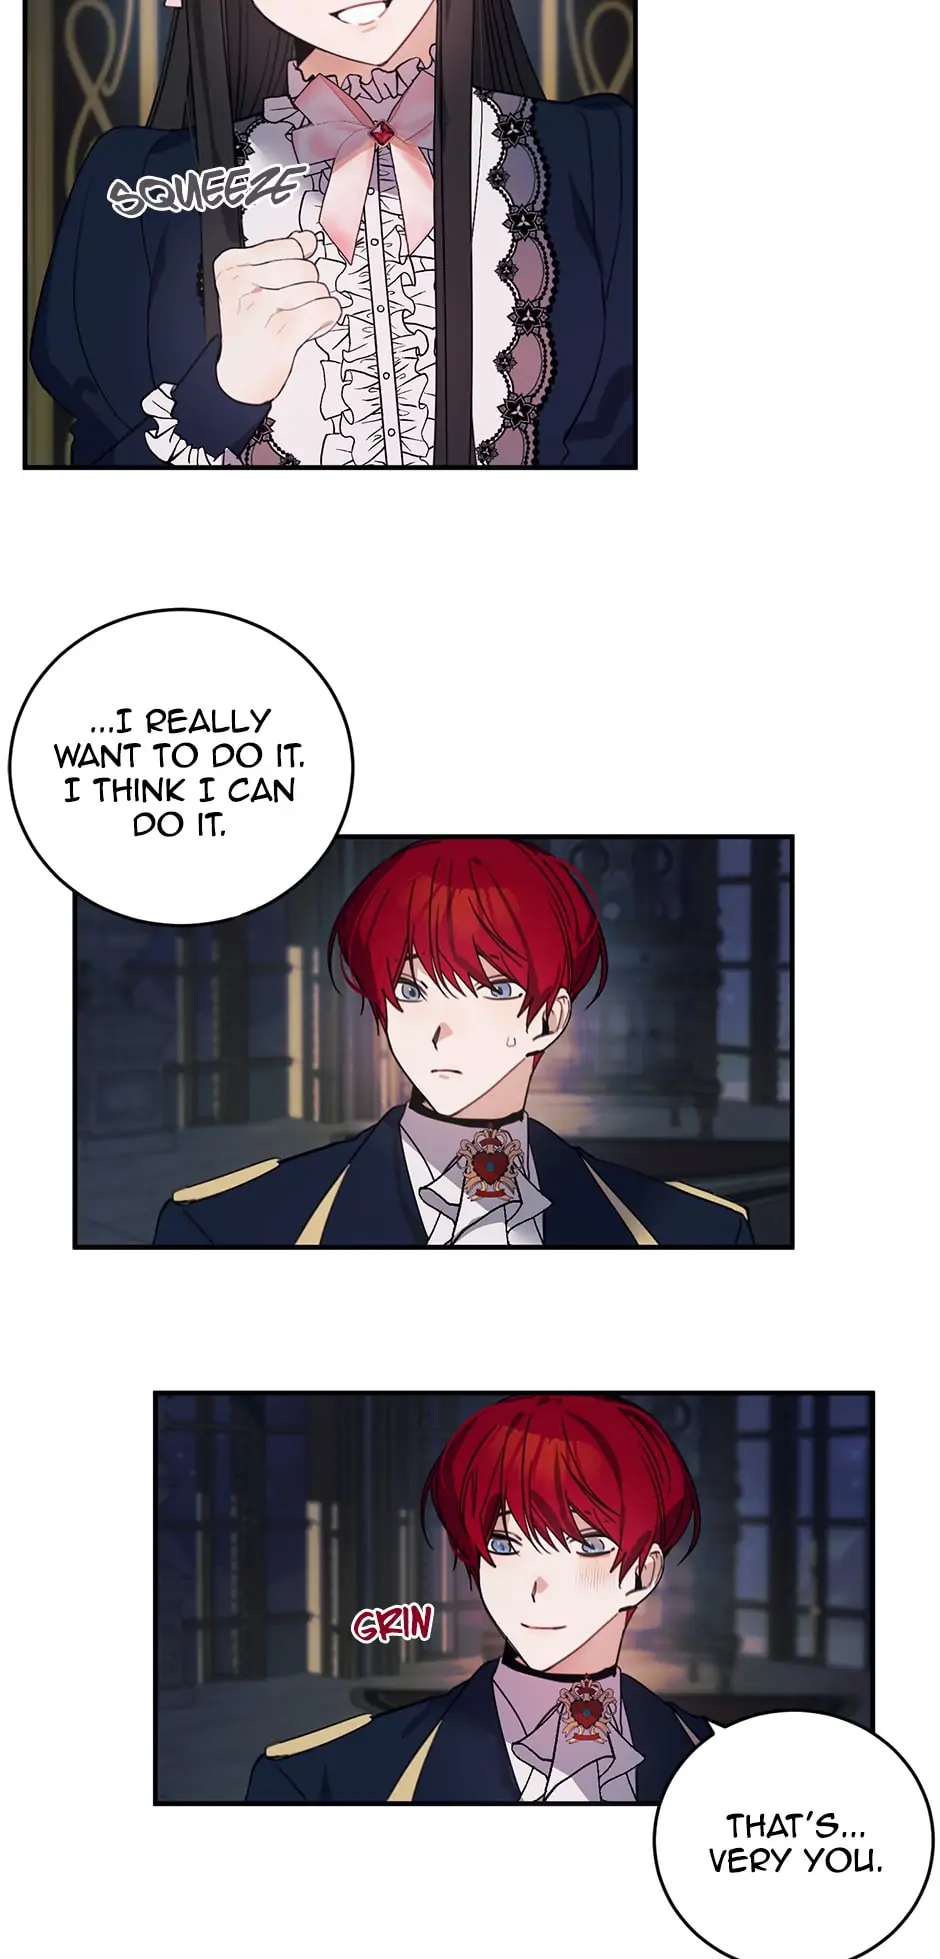 SQUEEZE
...I REALLY
WANT TO DO IT.
I THINK I CAN
DO IT.
GRIN
THAT'S...
VERY YOU.